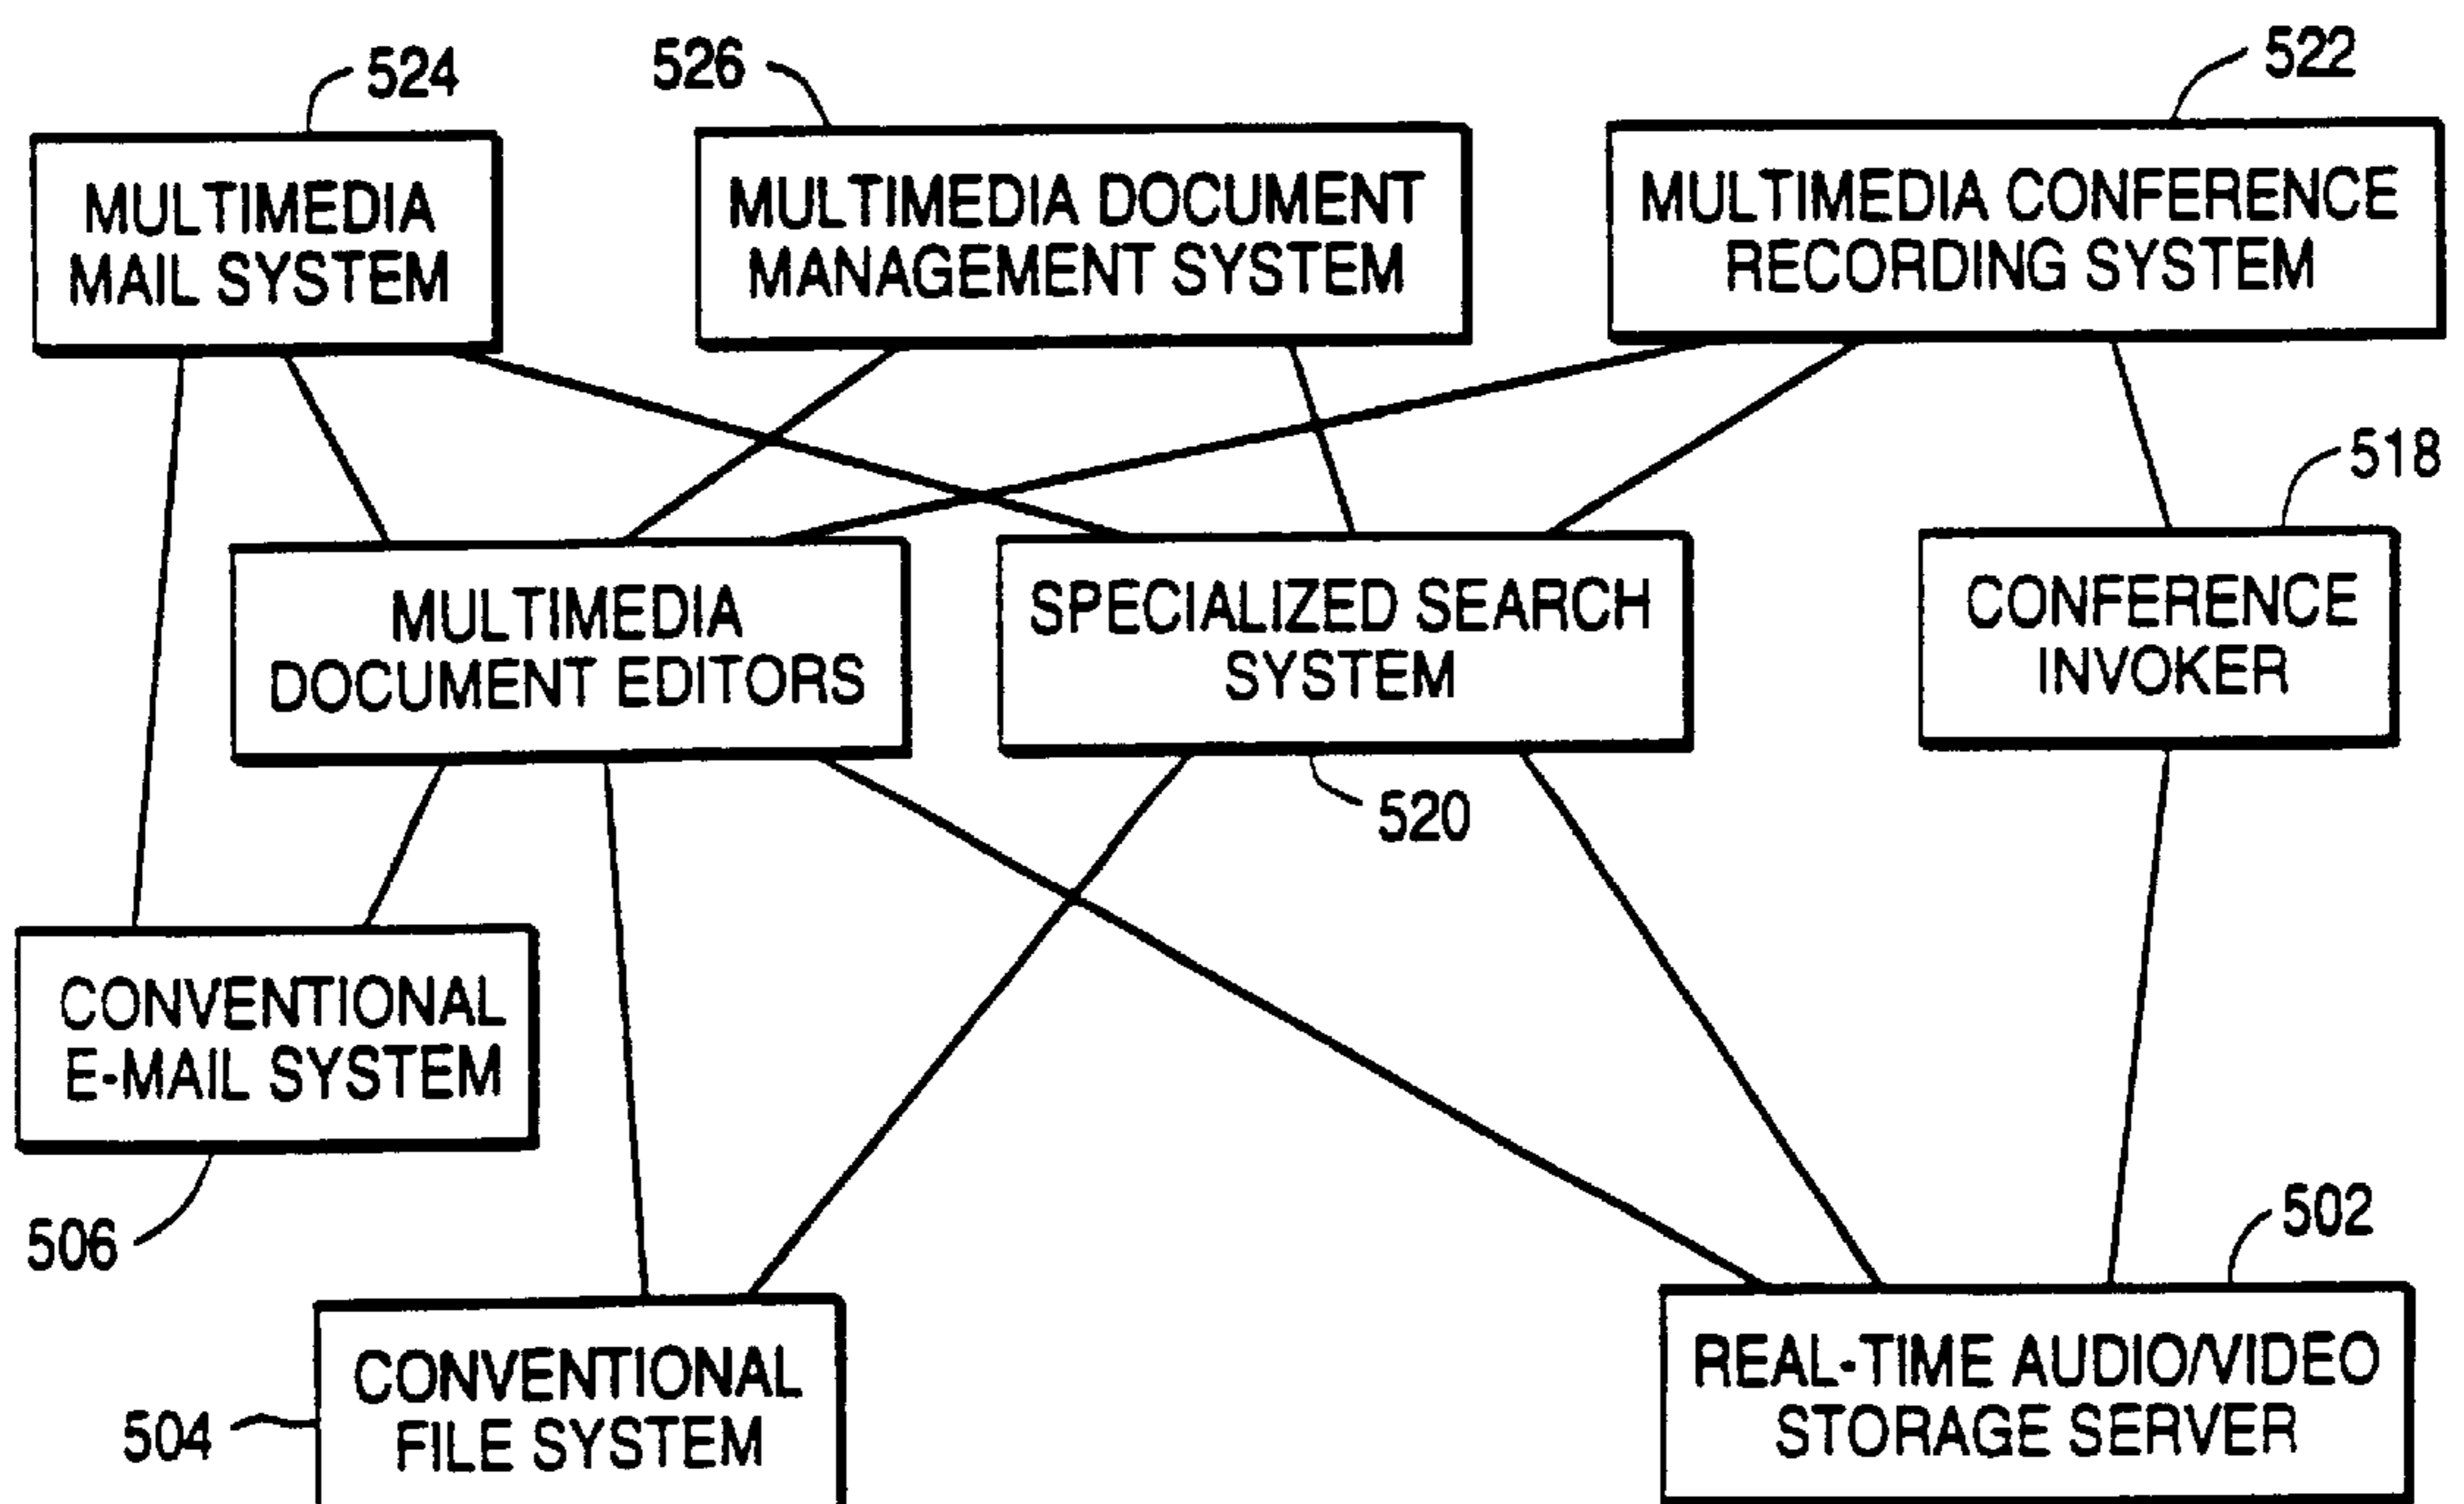 524
526
522
MULTIMEDIA
MAIL SYSTEM
MULTIMEDIA DOCUMENT
MANAGEMENT SYSTEM
MULTIMEDIA CONFERENCE
RECORDING SYSTEM
518
MULTIMEDIA
DOCUMENT EDITORS
SPECIALIZED SEARCH
SYSTEM
CONFERENCE
INVOKER
520
CONVENTIONAL
E-MAIL SYSTEM
506
502
CONVENTIONAL
FILE SYSTEM
504
REAL-TIME AUDIO/VIDEO
STORAGE SERVER